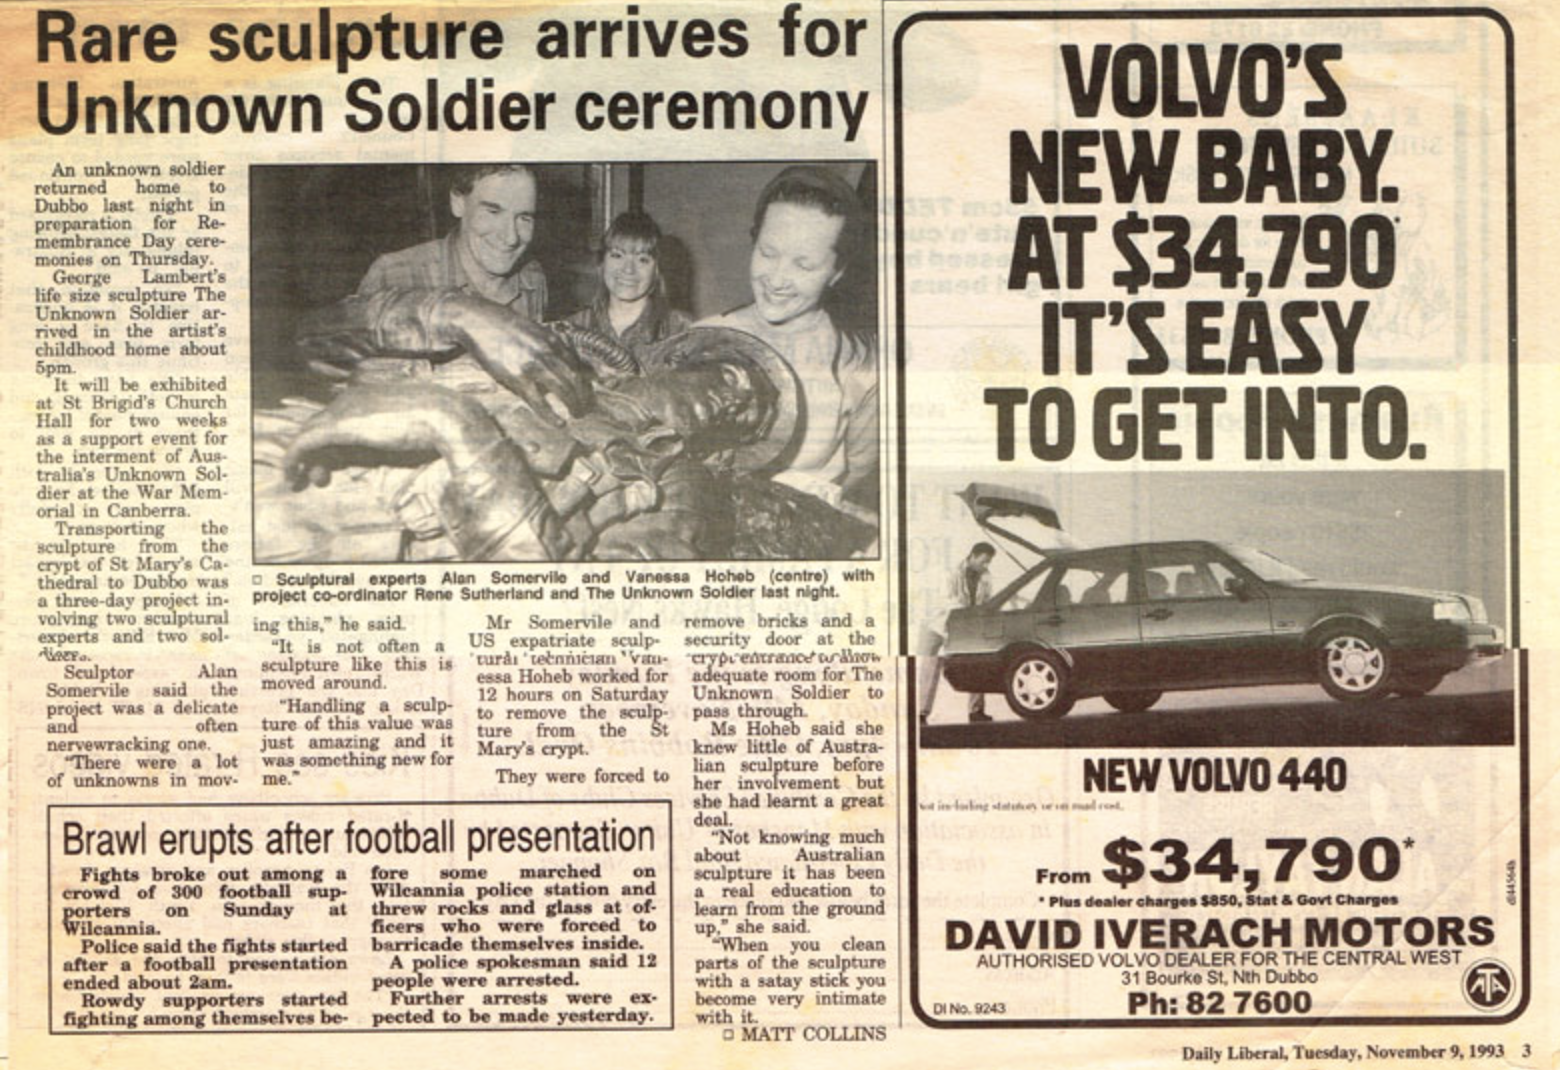 Rare sculpture arrives for
Unknown Soldier ceremony
An unknown soldier
returned home to
Dubbo last night in
preparation for Re-
membrance Day cere-
monies on Thursday.
George Lambert's
life size sculpture The
Unknown Soldier ar-
rived in the artist's
childhood home about
5pm.
It will be exhibited
at St Brigid's Church
Hall for two weeks
as a support event for
the interment of Aus-
tralia's Unknown Sol-
dier at the War Mem-
orial in Canberra.
Transporting the
sculpture from the
crypt of St Mary's Ca-
thedral to Dubbo was
a three-day project in-
volving two sculptural
experts and two sol-
diers.
Sculptor Alan
Somervile said the
project was a delicate
and often
nervewracking one.
"There were a lot
of unknowns in mov-
□ Sculptural experts Alan Somervile and Vanessa Hoheb (centre) with
project co-ordinator Rene Sutherland and The Unknown Soldier last night.
ing this," he said.
"It is not often a
sculpture like this is
moved around.
"Handling a sculp-
ture of this value was
just amazing and it
was something new for
me."
Mr Somervile and
US expatriate sculp-
tural technician Van-
essa Hoheb worked for
12 hours on Saturday
to remove the sculp-
ture from the St
Mary's crypt.
They were forced to
remove bricks and a
security door at the
crypt entrance to allow
adequate room for The
Unknown Soldier to
pass through.
Ms Hoheb said she
knew little of Austra-
lian sculpture before
her involvement but
she had learnt a great
deal.
"Not knowing much
about Australian
sculpture it has been
a real education to
learn from the ground
up," she said.
"When you clean
parts of the sculpture
with a satay stick you
become very intimate
with it.
□ MATT COLLINS
Brawl erupts after football presentation
Fights broke out among a
crowd of 300 football sup-
porters on Sunday at
Wilcannia.
Police said the fights started
after a football presentation
ended about 2am.
Rowdy supporters started
fighting among themselves be-
fore some marched on
Wilcannia police station and
threw rocks and glass at of-
ficers who were forced to
barricade themselves inside.
A police spokesman said 12
people were arrested.
Further arrests were ex-
pected to be made yesterday.
VOLVO'S
NEW BABY.
AT $34,790*
IT'S EASY
TO GET INTO.
NEW VOLVO 440
not including statutory or on road cost.
From $34,790*
* Plus dealer charges $850, Stat & Govt Charges
DAVID IVERACH MOTORS
AUTHORISED VOLVO DEALER FOR THE CENTRAL WEST
31 Bourke St, Nth Dubbo
DI No. 9243
Ph: 82 7600
Daily Liberal, Tuesday, November 9, 1993 3